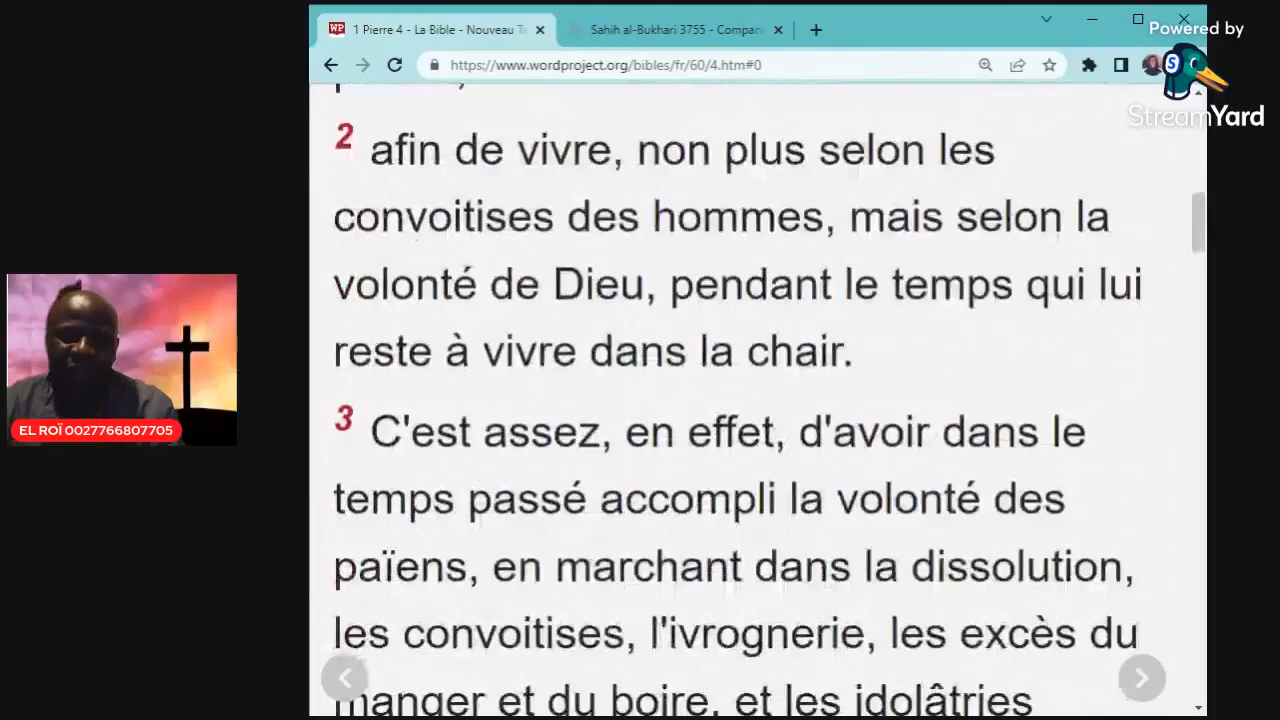 1 Pierre 4 - La Bible - Nouveau Te
Sahih al-Bukhari 3755 - Compan
Powered by
StreamYard
https://www.wordproject.org/bibles/fr/60/4.htm#0
2 afin de vivre, non plus selon les
convoitises des hommes, mais selon la
volonté de Dieu, pendant le temps qui lui
reste à vivre dans la chair.
3 C'est assez, en effet, d'avoir dans le
temps passé accompli la volonté des
païens, en marchant dans la dissolution,
les convoitises, l'ivrognerie, les excès du
manger et du boire, et les idolâtries
EL ROÏ 0027766807705